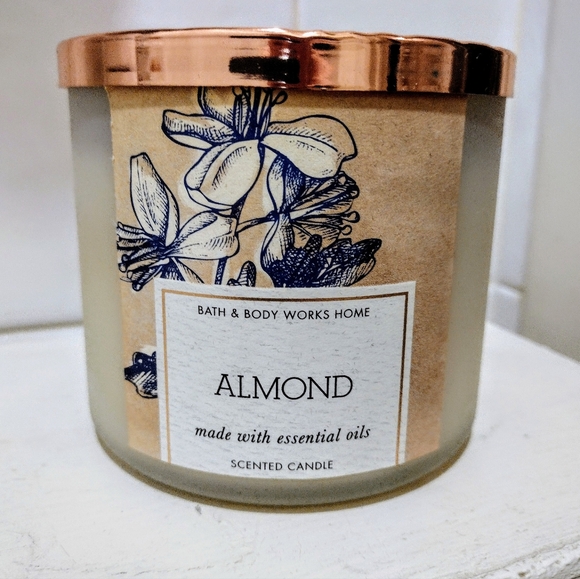 BATH & BODY WORKS HOME
ALMOND
made with essential oils
SCENTED CANDLE